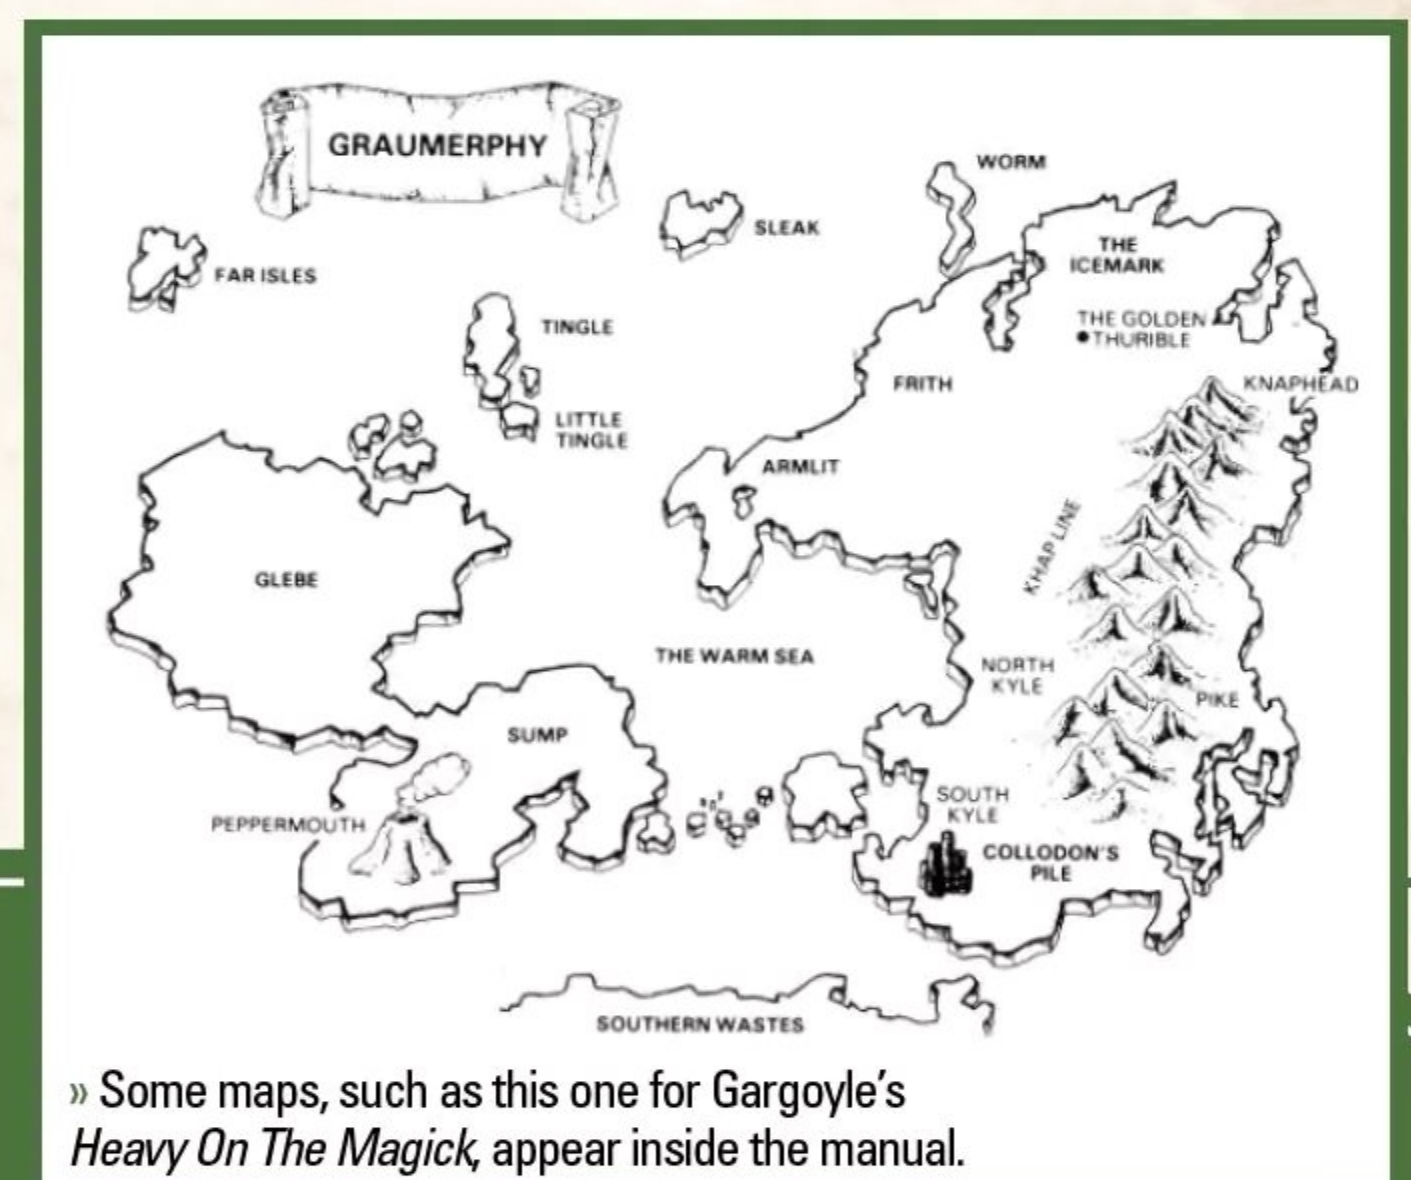 GRAUMERPHY
WORM
SLEAK
THE
ICEMARK
FAR ISLES
THE GOLDEN
THURIBLE
TINGLE
FRITH
KNAPHEAD
LITTLE
TINGLE
ARMLIT
KHAP LINE
GLEBE
THE WARM SEA
NORTH
KYLE
PIKE
SUMP
SOUTH
KYLE
PEPPERMOUTH
COLLODON'S
PILE
SOUTHERN WASTES
» Some maps, such as this one for Gargoyle’s
Heavy On The Magick, appear inside the manual.